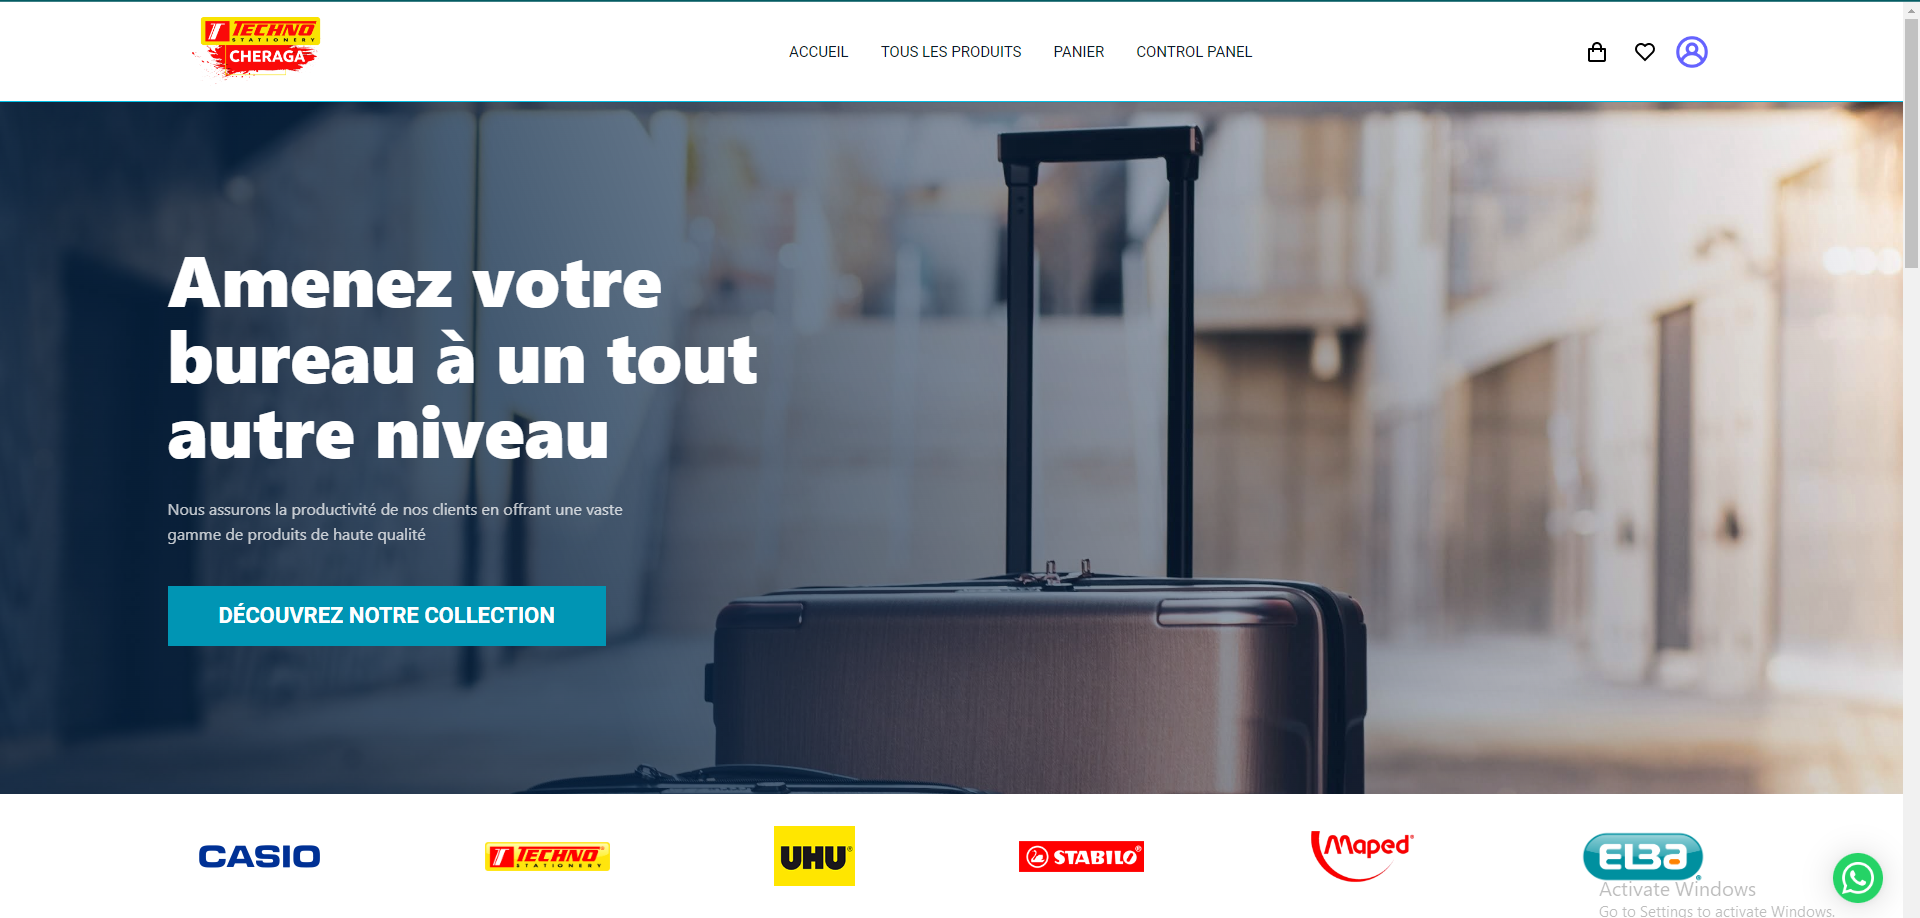 TECHNO
STATIONERY
CHERAGA
ACCUEIL
TOUS LES PRODUITS
PANIER
CONTROL PANEL
Amenez votre
bureau à un tout
autre niveau
Nous assurons la productivité de nos clients en offrant une vaste
gamme de produits de haute qualité
DÉCOUVREZ NOTRE COLLECTION
CASIO
TECHNO
STATIONERY
UHU
STABILO
Maped
ELBA
Activate Windows
Go to Settings to activate Windows.